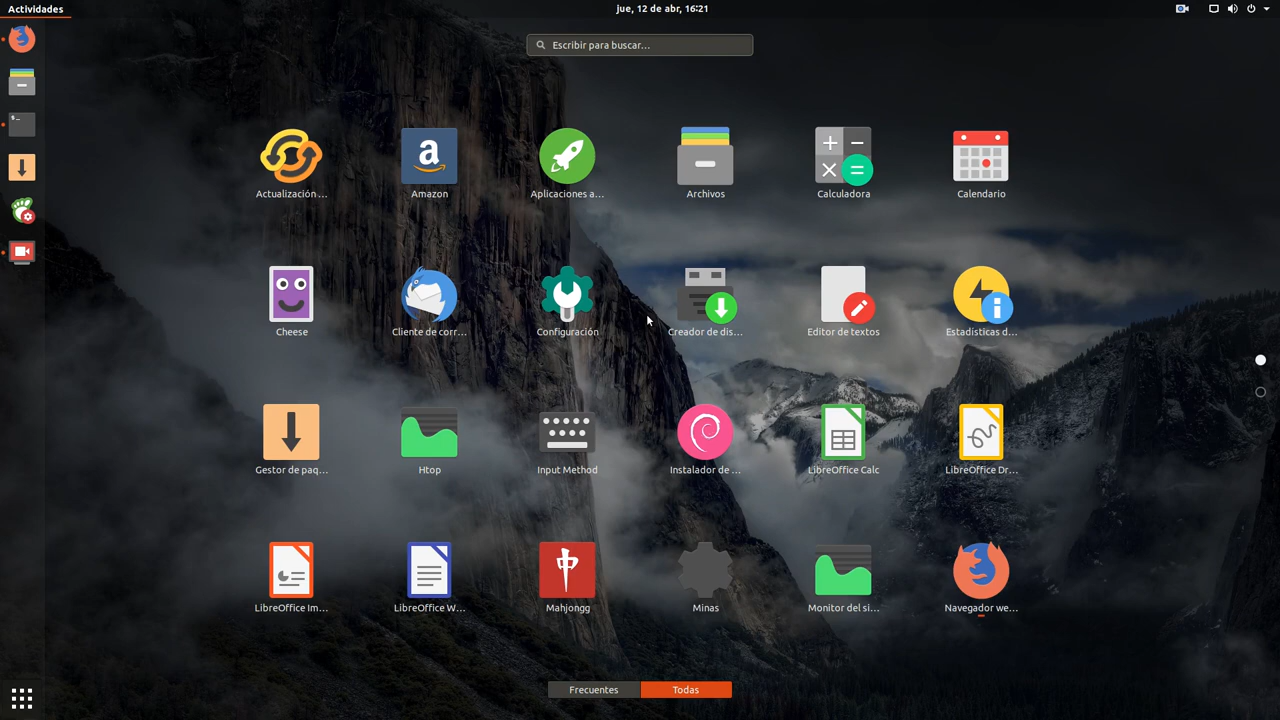 Actividades
jue, 12 de abr, 16:21
Escribir para buscar...
Actualización ...
Amazon
Aplicaciones a...
Archivos
Calculadora
Calendario
Cheese
Cliente de corr...
Configuración
Creador de dis...
Editor de textos
Estadísticas d...
Gestor de paq...
Htop
Input Method
Instalador de ...
LibreOffice Calc
LibreOffice Dr...
LibreOffice Im...
LibreOffice W...
Mahjongg
Minas
Monitor del si...
Navegador we...
Frecuentes
Todas